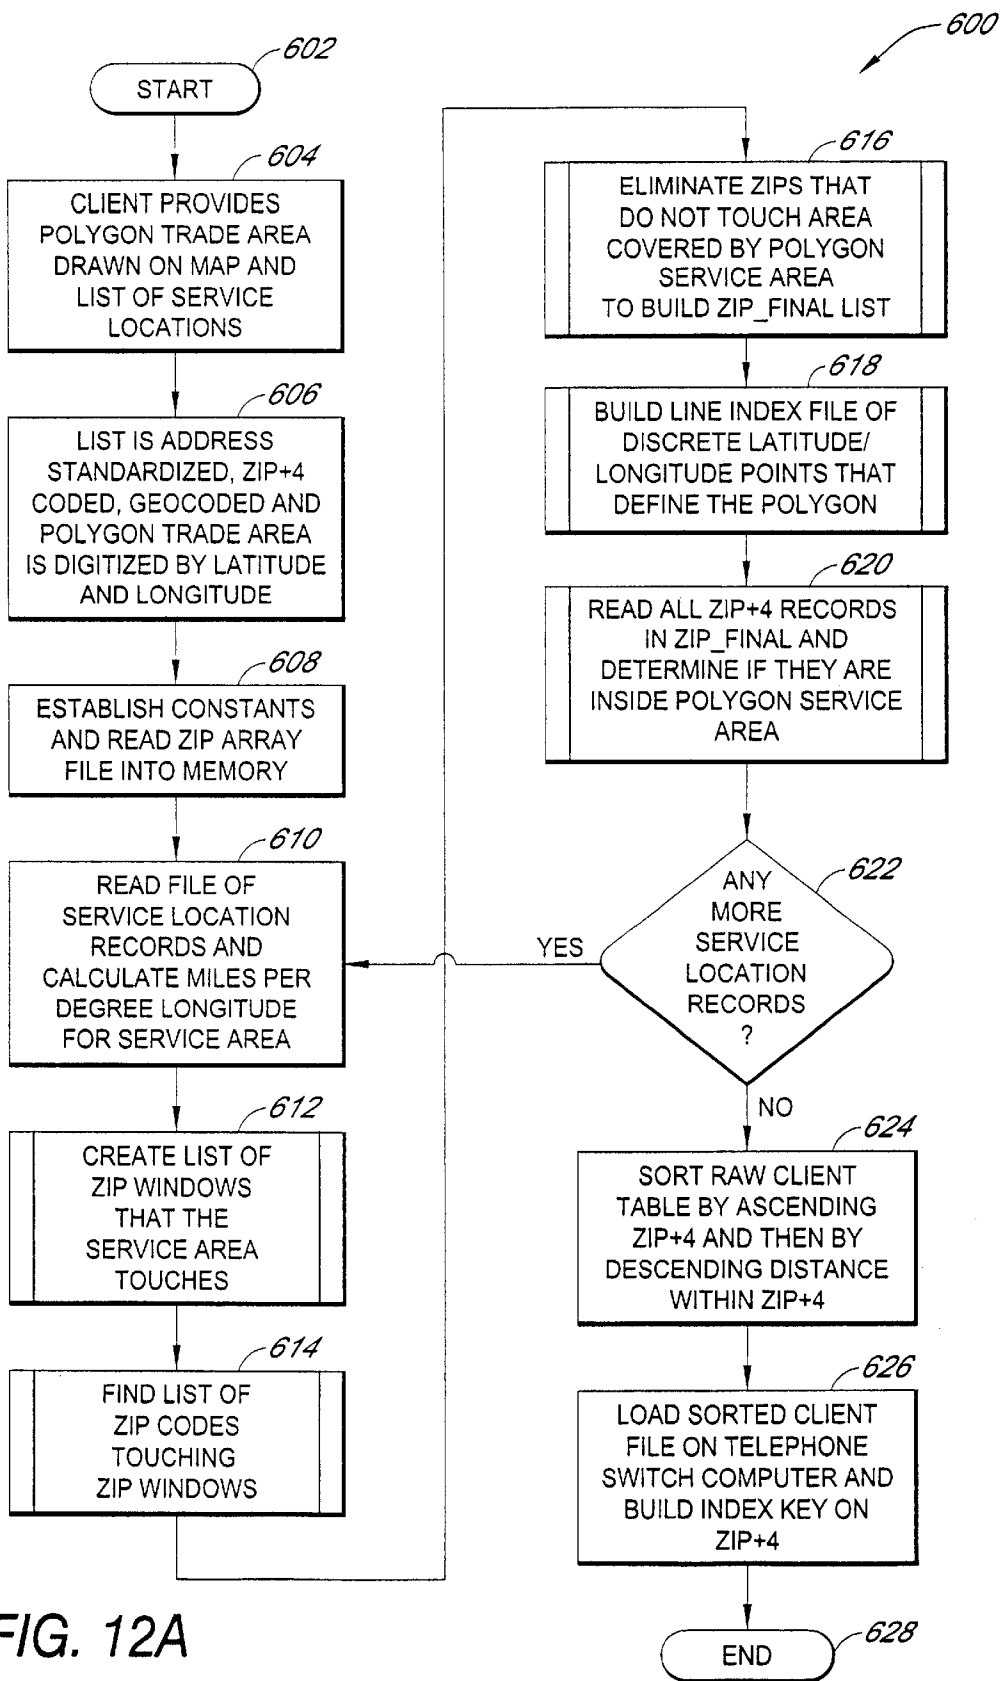 600
602
START
604
CLIENT PROVIDES
POLYGON TRADE AREA
DRAWN ON MAP AND
LIST OF SERVICE
LOCATIONS
606
LIST IS ADDRESS
STANDARDIZED, ZIP+4
CODED, GEOCODED AND
POLYGON TRADE AREA
IS DIGITIZED BY LATITUDE
AND LONGITUDE
608
ESTABLISH CONSTANTS
AND READ ZIP ARRAY
FILE INTO MEMORY
610
READ FILE OF
SERVICE LOCATION
RECORDS AND
CALCULATE MILES PER
DEGREE LONGITUDE
FOR SERVICE AREA
612
CREATE LIST OF
ZIP WINDOWS
THAT THE
SERVICE AREA
TOUCHES
614
FIND LIST OF
ZIP CODES
TOUCHING
ZIP WINDOWS
616
ELIMINATE ZIPS THAT
DO NOT TOUCH AREA
COVERED BY POLYGON
SERVICE AREA
TO BUILD ZIP_FINAL LIST
618
BUILD LINE INDEX FILE OF
DISCRETE LATITUDE/
LONGITUDE POINTS THAT
DEFINE THE POLYGON
620
READ ALL ZIP+4 RECORDS
IN ZIP_FINAL AND
DETERMINE IF THEY ARE
INSIDE POLYGON SERVICE
AREA
622
ANY
MORE
SERVICE
LOCATION
RECORDS
?
YES
NO
624
SORT RAW CLIENT
TABLE BY ASCENDING
ZIP+4 AND THEN BY
DESCENDING DISTANCE
WITHIN ZIP+4
626
LOAD SORTED CLIENT
FILE ON TELEPHONE
SWITCH COMPUTER AND
BUILD INDEX KEY ON
ZIP+4
628
END
FIG. 12A